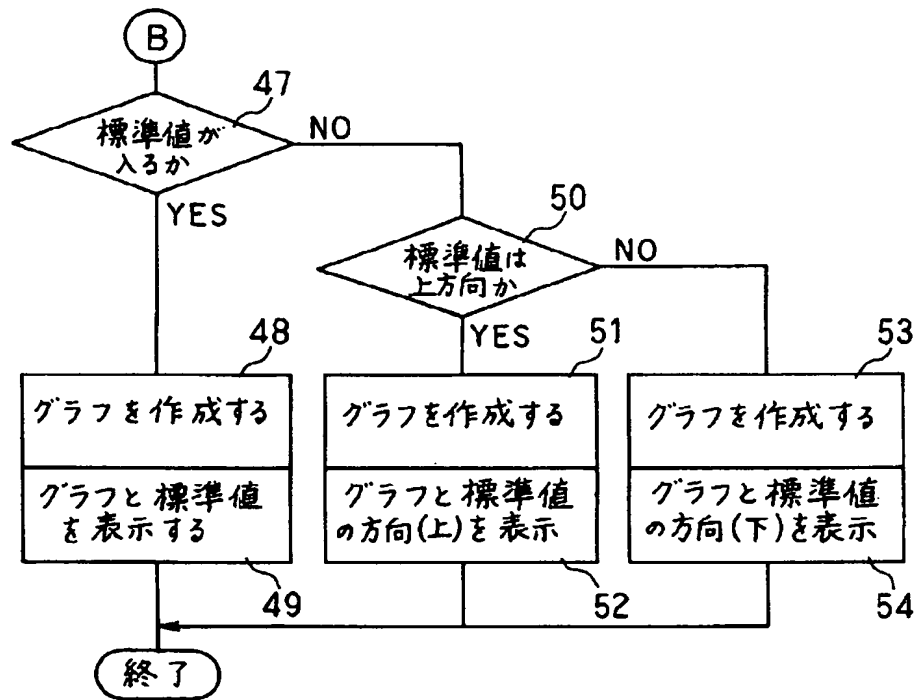 B
47
標準値が
入るか
NO
YES
50
標準値は
上方向か
NO
YES
48
グラフを作成する
グラフと標準値
を表示する
49
51
グラフを作成する
グラフと標準値
の方向(上)を表示
52
53
グラフを作成する
グラフと標準値
の方向(下)を表示
54
終了